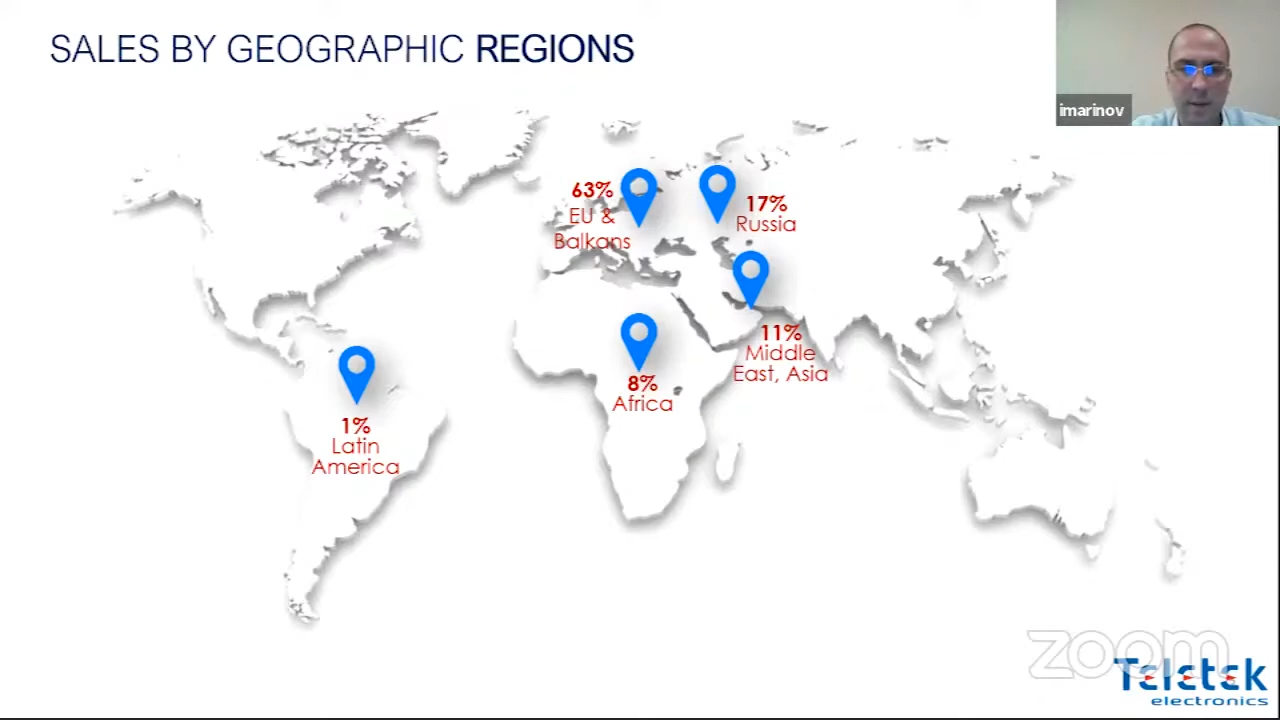 SALES BY GEOGRAPHIC REGIONS
imarinov
63%
EU &
Balkans
17%
Russia
11%
Middle
East, Asia
8%
Africa
1%
Latin
America
zoom
Teletek
electronics